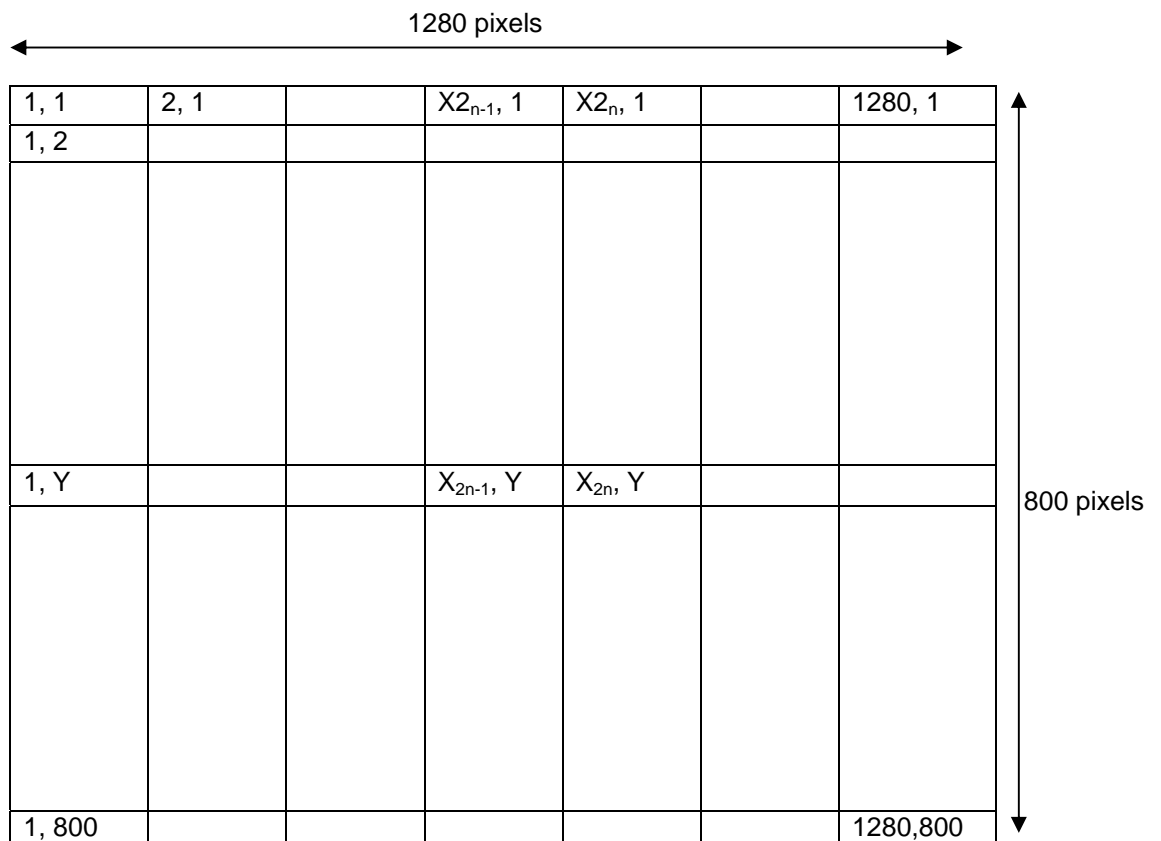 1280 pixels
1, 1 2, 1 X2ₙ₋₁, 1 X2ₙ, 1 1280, 1
1, 2
1, Y X₂ₙ₋₁, Y X₂ₙ, Y
800 pixels
1, 800 1280,800